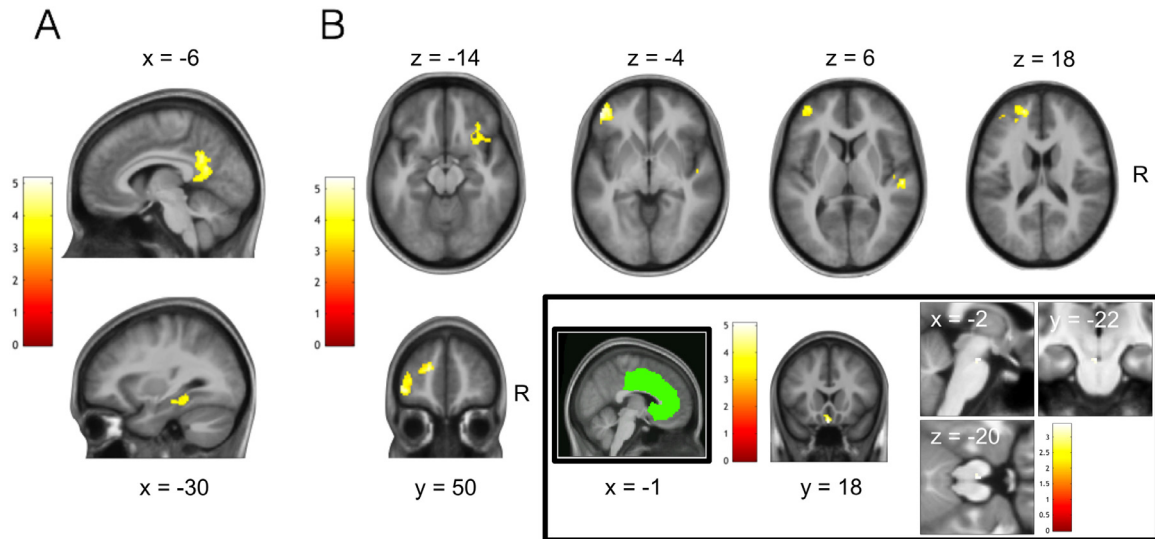 A
B
x = -6
z = -14
z = -4
z = 6
z = 18
5
4
3
2
1
0
5
4
3
2
1
0
R
R
x = -30
y = 50
5
4
3
2
1
0
x = -1
y = 18
x = -2
y = -22
z = -20
3
2.5
2
1.5
1
0.5
0